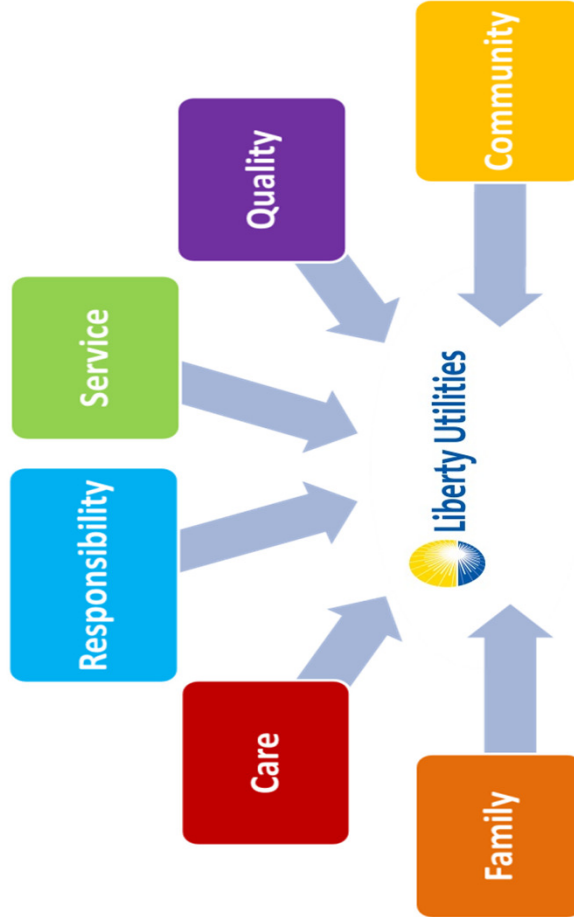 Family
Care
Responsibility
Service
Quality
Community
Liberty Utilities